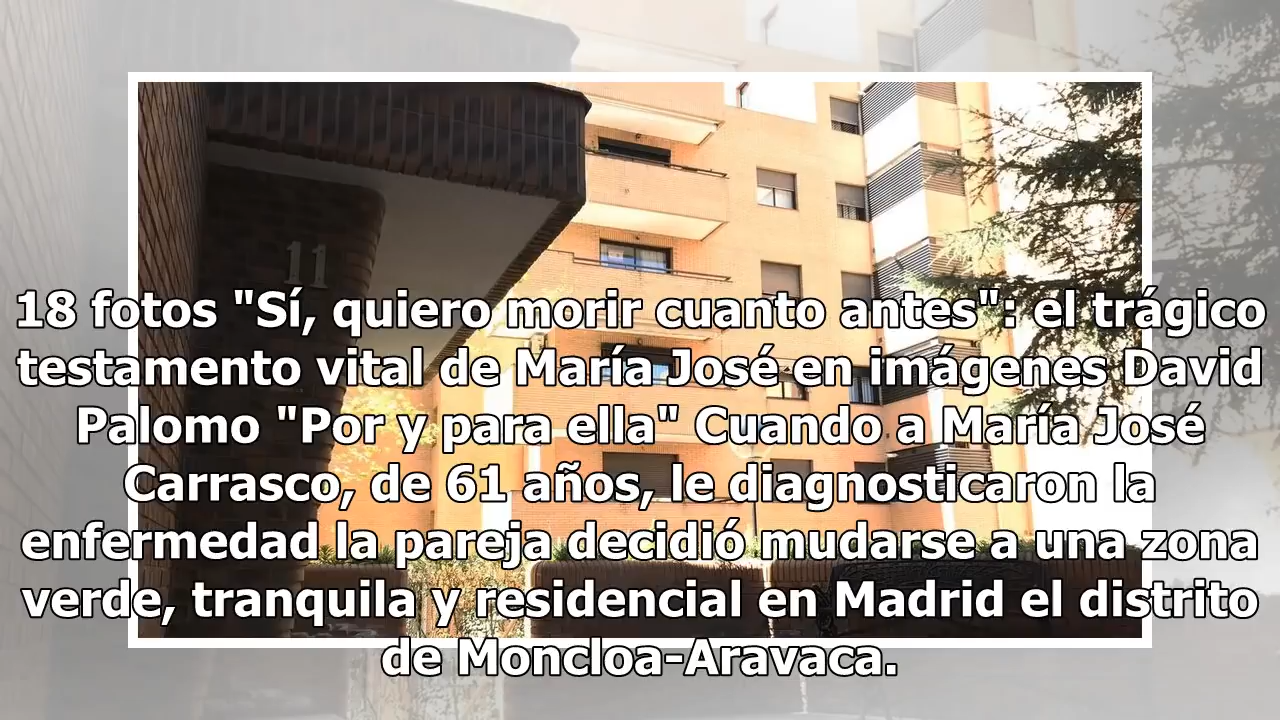 11
18 fotos "Sí, quiero morir cuanto antes": el trágico
testamento vital de María José en imágenes David
Palomo "Por y para ella" Cuando a María José
Carrasco, de 61 años, le diagnosticaron la
enfermedad la pareja decidió mudarse a una zona
verde, tranquila y residencial en Madrid el distrito
de Moncloa-Aravaca.